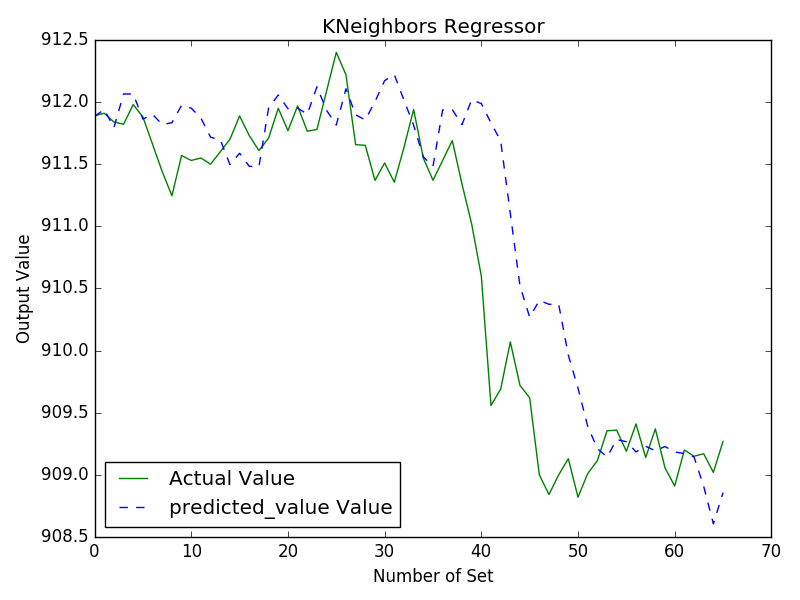 KNeighbors Regressor
912.5
912.0
911.5
911.0
910.5
910.0
909.5
909.0
908.5
Output Value
Actual Value
predicted_value Value
0 10 20 30 40 50 60 70
Number of Set